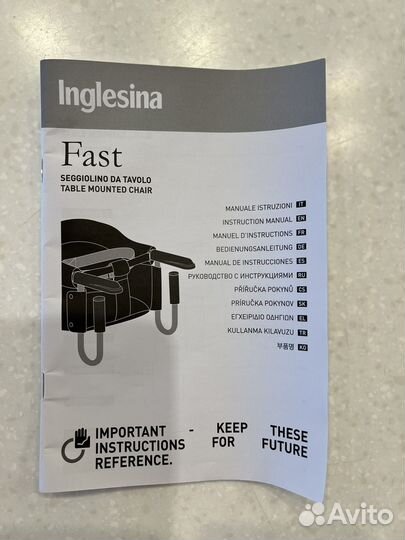 Inglesina
Fast
SEGGIOLINO DA TAVOLO
TABLE MOUNTED CHAIR
MANUALE ISTRUZIONI IT
INSTRUCTION MANUAL EN
MANUEL D'INSTRUCTIONS FR
BEDIENUNGSANLEITUNG DE
MANUAL DE INSTRUCCIONES ES
РУКОВОДСТВО С ИНСТРУКЦИЯМИ RU
PŘÍRUČKA POKYNŮ CS
PRÍRUČKA POKYNOV SK
ΕΓΧΕΙΡΙΔΙΟ ΟΔΗΓΙΩΝ EL
KULLANMA KILAVUZU TR
부품명 KO
IMPORTANT - KEEP THESE
INSTRUCTIONS FOR FUTURE
REFERENCE.
Avito